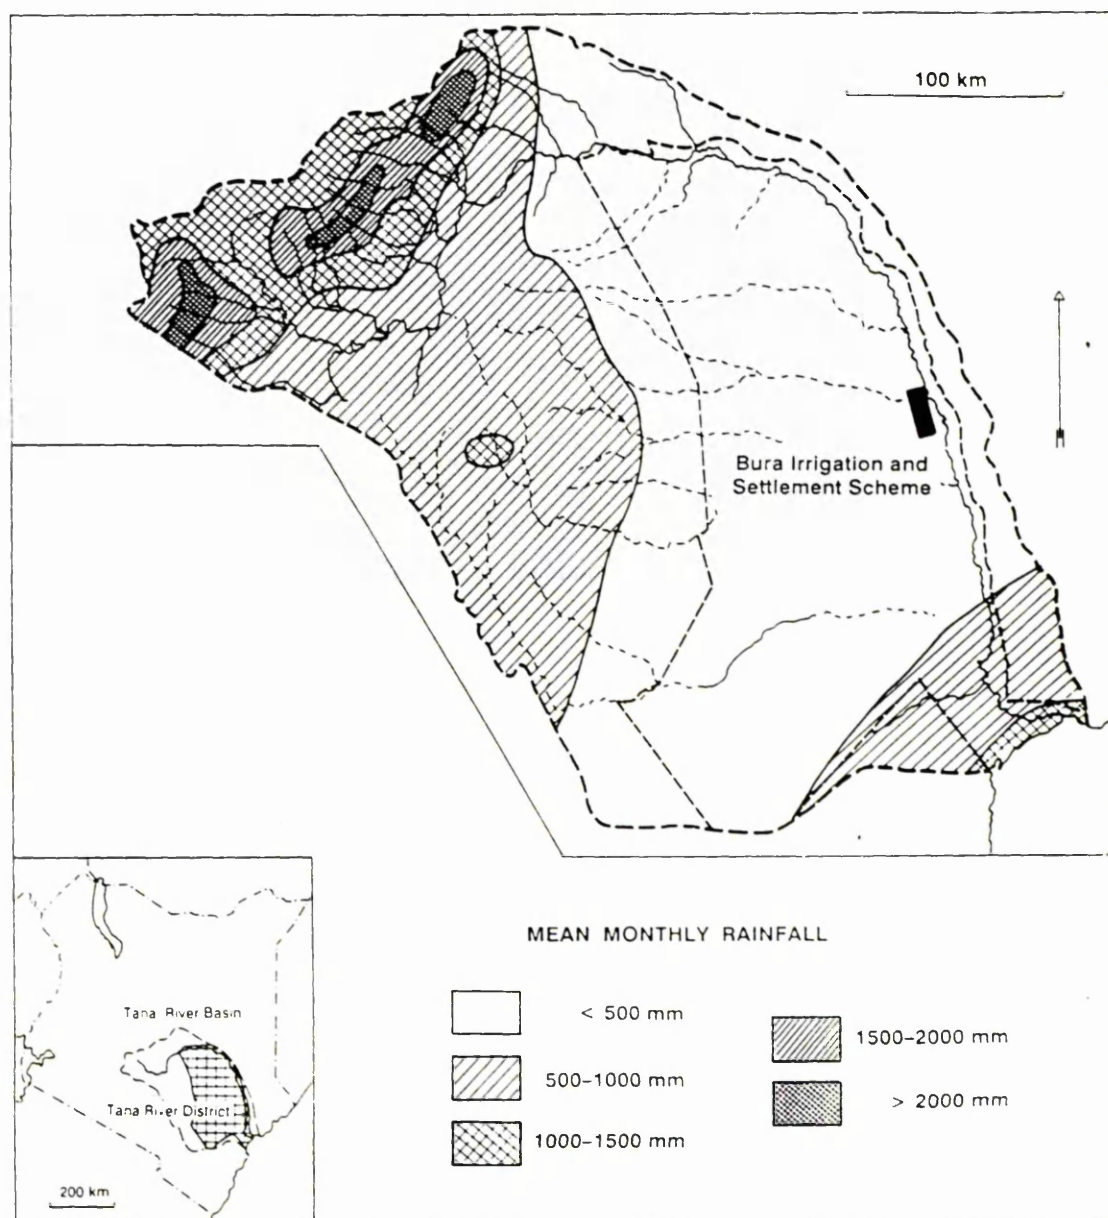 100 km
Bura Irrigation and
Settlement Scheme
Tana River Basin
Tana River District
200 km
MEAN MONTHLY RAINFALL
< 500 mm
500-1000 mm
1000-1500 mm
1500-2000 mm
> 2000 mm